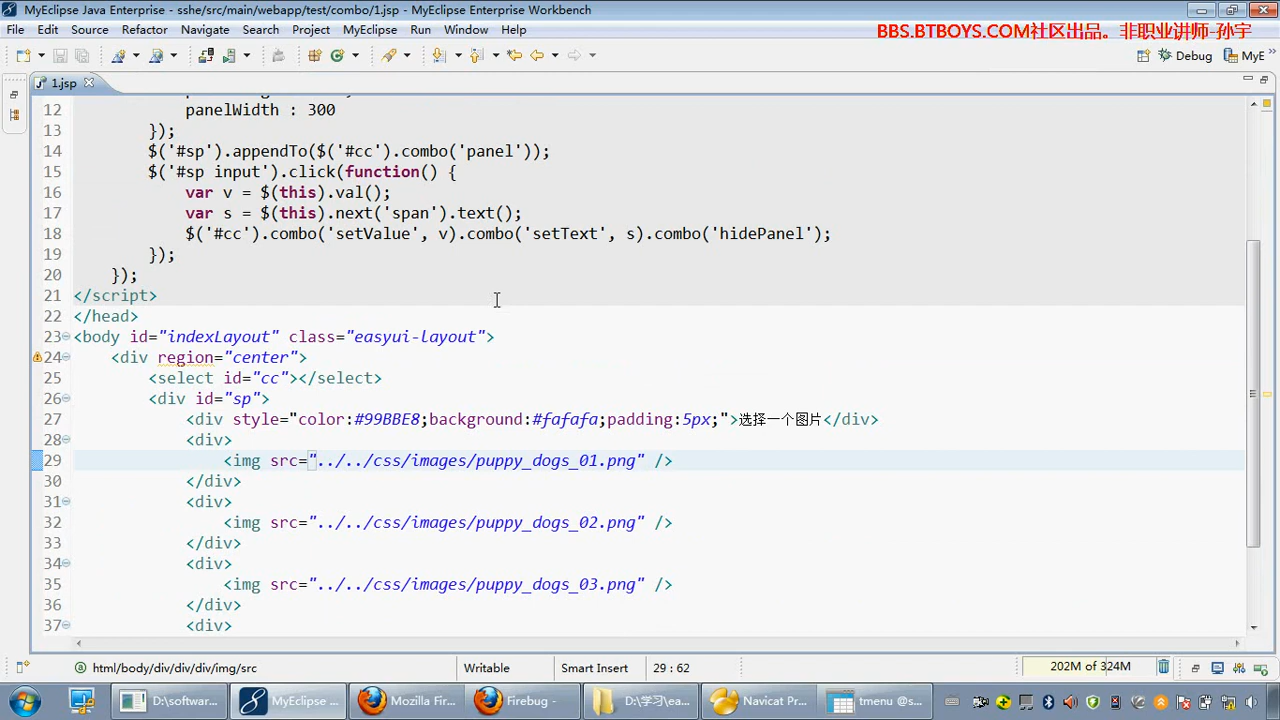 MyEclipse Java Enterprise - sshe/src/main/webapp/test/combo/1.jsp - MyEclipse Enterprise Workbench
File Edit Source Refactor Navigate Search Project MyEclipse Run Window Help
BBS.BTBOYS.COM社区出品。非职业讲师-孙宇
Debug MyE
1.jsp
12 panelWidth : 300
13 });
14 $('#sp').appendTo($('#cc').combo('panel'));
15 $('#sp input').click(function() {
16 var v = $(this).val();
17 var s = $(this).next('span').text();
18 $('#cc').combo('setValue', v).combo('setText', s).combo('hidePanel');
19 });
20 });
21 </script>
22 </head>
23 <body id="indexLayout" class="easyui-layout">
24 <div region="center">
25 <select id="cc"></select>
26 <div id="sp">
27 <div style="color:#99BBE8;background:#fafafa;padding:5px;">选择一个图片</div>
28 <div>
29 <img src="../../css/images/puppy_dogs_01.png" />
30 </div>
31 <div>
32 <img src="../../css/images/puppy_dogs_02.png" />
33 </div>
34 <div>
35 <img src="../../css/images/puppy_dogs_03.png" />
36 </div>
37 <div>
html/body/div/div/div/img/src Writable Smart Insert 29 : 62 202M of 324M
D:\software... MyEclipse ... Mozilla Fir... Firebug - D:\学习\ea... Navicat Pr... tmenu @s...